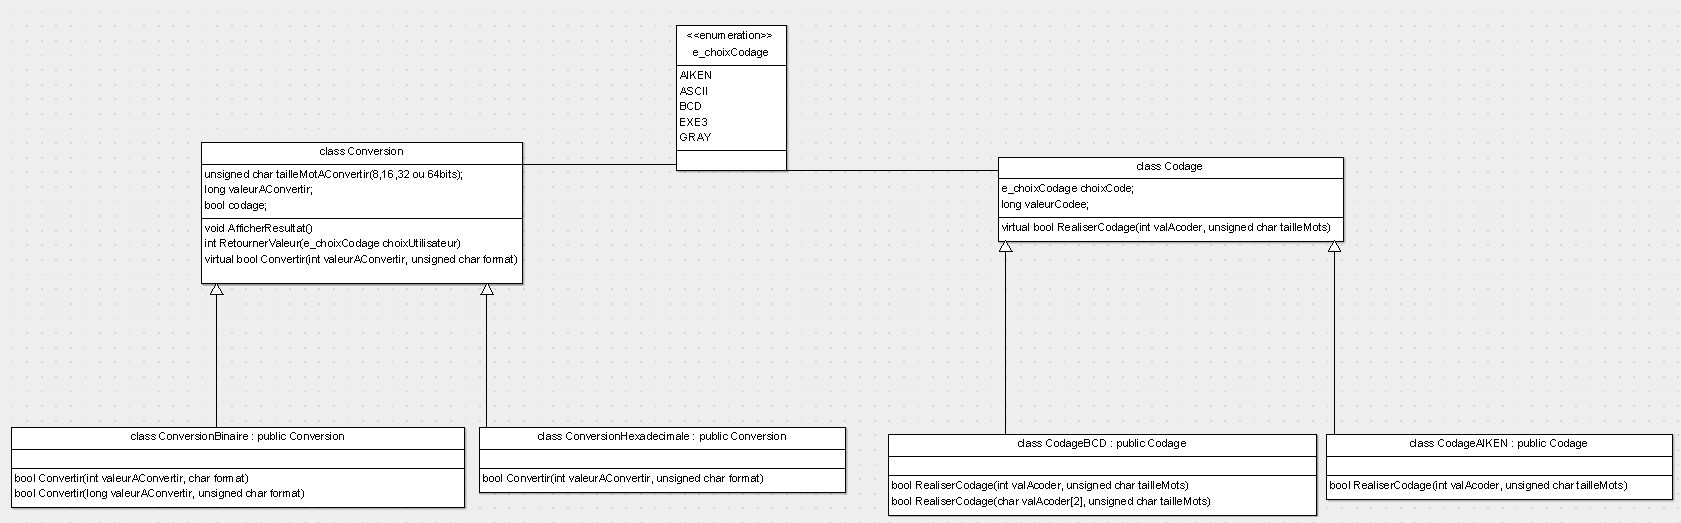 <<enumeration>>
e_choixCodage
AIKEN
ASCII
BCD
EXE3
GRAY
class Conversion
unsigned char tailleMotAConvertir(8,16,32 ou 64bits);
long valeurAConvertir;
bool codage;
void AfficherResultat()
int RetournerValeur(e_choixCodage choixUtilisateur)
virtual bool Convertir(int valeurAConvertir, unsigned char format)
class Codage
e_choixCodage choixCode;
long valeurCodee;
virtual bool RealiserCodage(int valAcoder, unsigned char tailleMots)
class ConversionBinaire : public Conversion
bool Convertir(int valeurAConvertir, char format)
bool Convertir(long valeurAConvertir, unsigned char format)
class ConversionHexadecimale : public Conversion
bool Convertir(int valeurAConvertir, unsigned char format)
class CodageBCD : public Codage
bool RealiserCodage(int valAcoder, unsigned char tailleMots)
bool RealiserCodage(char valAcoder[2], unsigned char tailleMots)
class CodageAIKEN : public Codage
bool RealiserCodage(int valAcoder, unsigned char tailleMots)